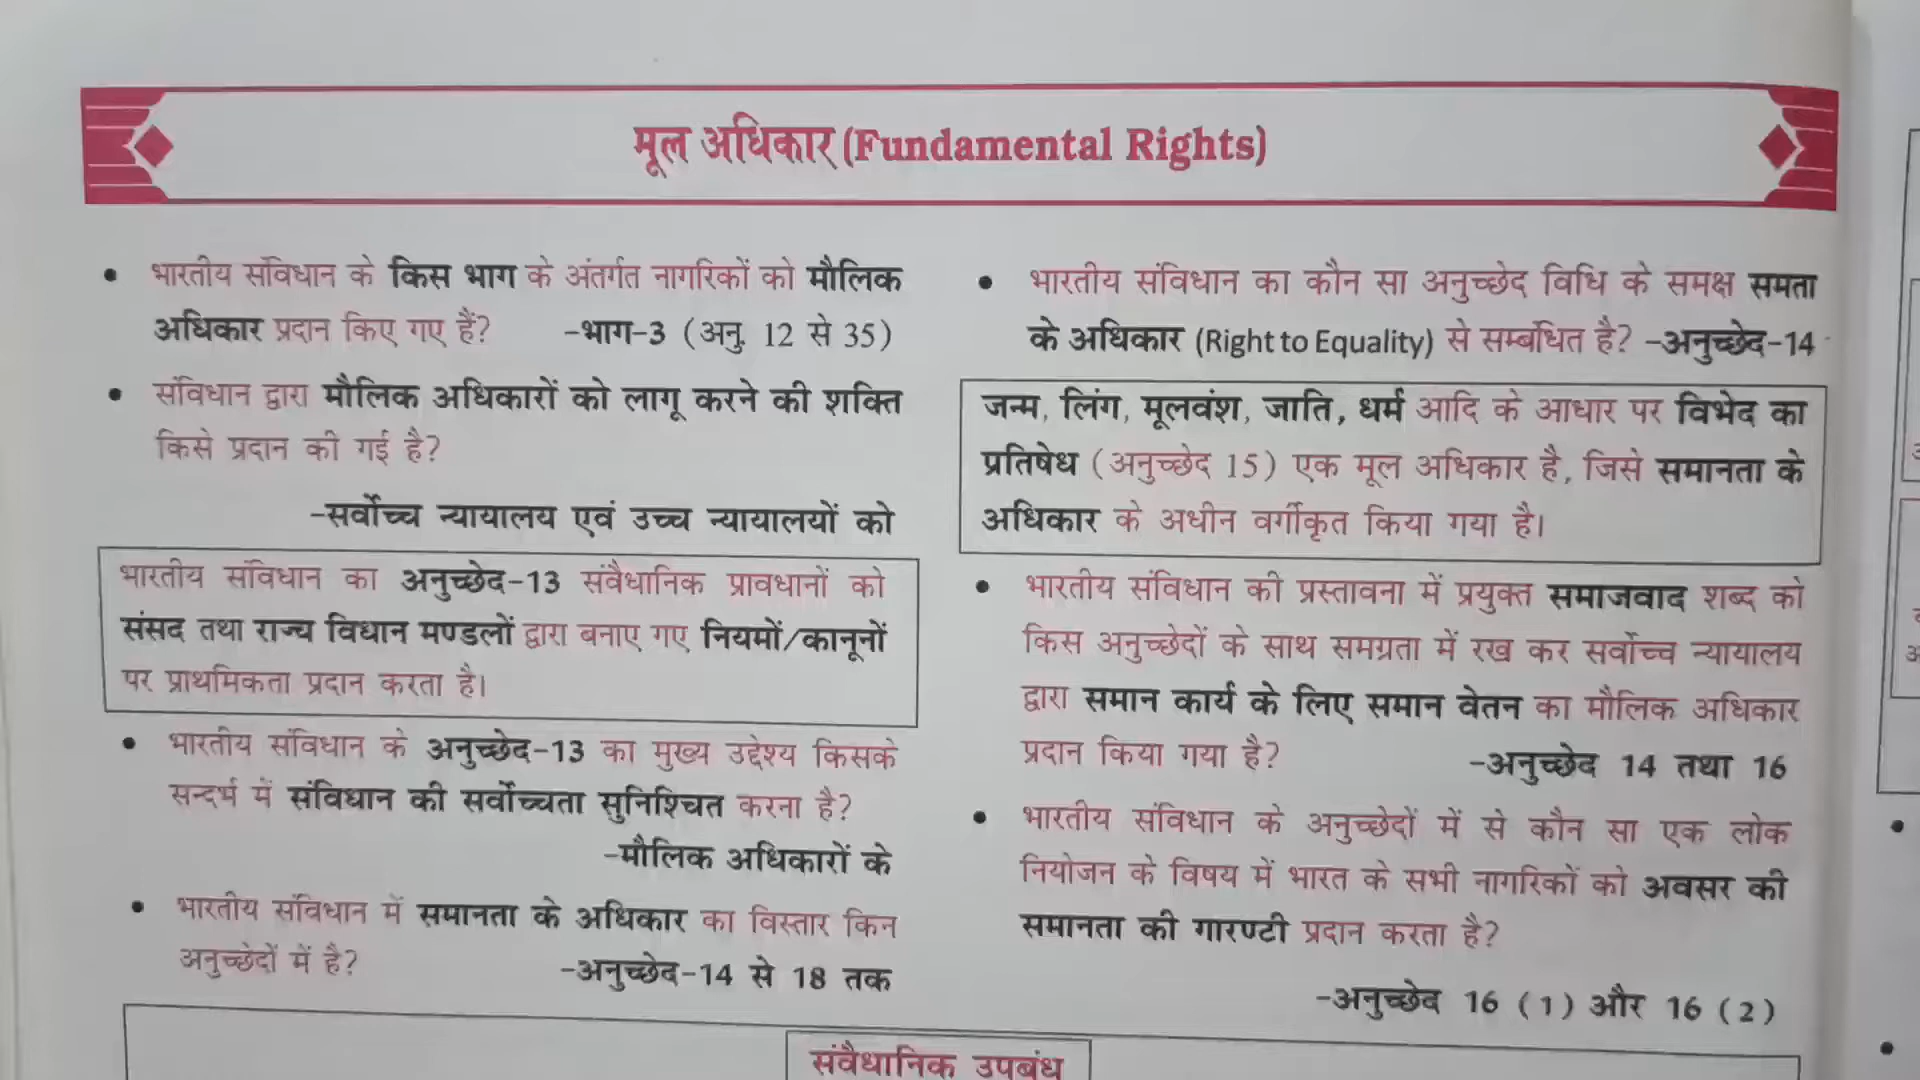 मूल अधिकार (Fundamental Rights)
• भारतीय संविधान के किस भाग के अंतर्गत नागरिकों को मौलिक
अधिकार प्रदान किए गए हैं? -भाग-3 (अनु. 12 से 35)
• संविधान द्वारा मौलिक अधिकारों को लागू करने की शक्ति
किसे प्रदान की गई है?
-सर्वोच्च न्यायालय एवं उच्च न्यायालयों को
भारतीय संविधान का अनुच्छेद-13 संवैधानिक प्रावधानों को
संसद तथा राज्य विधान मण्डलों द्वारा बनाए गए नियमों/कानूनों
पर प्राथमिकता प्रदान करता है।
• भारतीय संविधान के अनुच्छेद-13 का मुख्य उद्देश्य किसके
सन्दर्भ में संविधान की सर्वोच्चता सुनिश्चित करना है?
-मौलिक अधिकारों के
• भारतीय संविधान में समानता के अधिकार का विस्तार किन
अनुच्छेदों में है? -अनुच्छेद-14 से 18 तक
• भारतीय संविधान का कौन सा अनुच्छेद विधि के समक्ष समता
के अधिकार (Right to Equality) से सम्बंधित है? -अनुच्छेद-14
जन्म, लिंग, मूलवंश, जाति, धर्म आदि के आधार पर विभेद का
प्रतिषेध (अनुच्छेद 15) एक मूल अधिकार है, जिसे समानता के
अधिकार के अधीन वर्गीकृत किया गया है।
• भारतीय संविधान की प्रस्तावना में प्रयुक्त समाजवाद शब्द को
किस अनुच्छेदों के साथ समग्रता में रख कर सर्वोच्च न्यायालय
द्वारा समान कार्य के लिए समान वेतन का मौलिक अधिकार
प्रदान किया गया है? -अनुच्छेद 14 तथा 16
• भारतीय संविधान के अनुच्छेदों में से कौन सा एक लोक
नियोजन के विषय में भारत के सभी नागरिकों को अवसर की
समानता की गारण्टी प्रदान करता है?
-अनुच्छेद 16 (1) और 16 (2)
संवैधानिक उपबंध